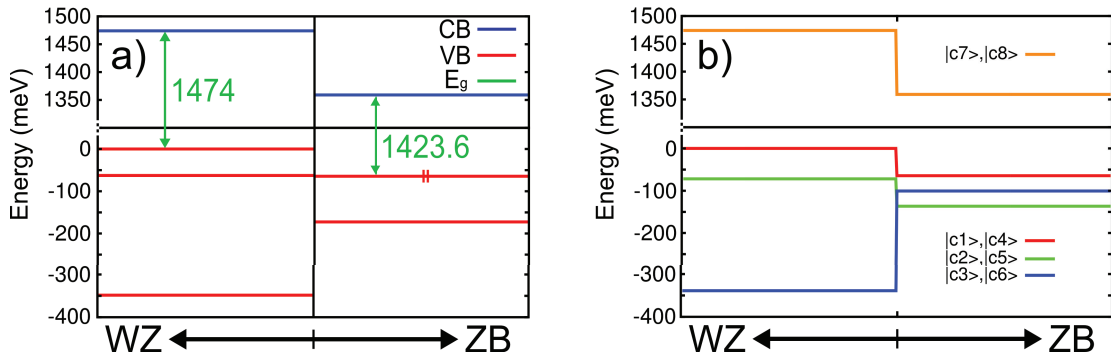 a)
Energy (meV)
1500
1450
1400
1350
0
-100
-200
-300
-400
CB
VB
Eg
1474
1423.6
WZ
ZB
b)
Energy (meV)
1500
1450
1400
1350
0
-100
-200
-300
-400
|c7>,|c8>
|c1>,|c4>
|c2>,|c5>
|c3>,|c6>
WZ
ZB